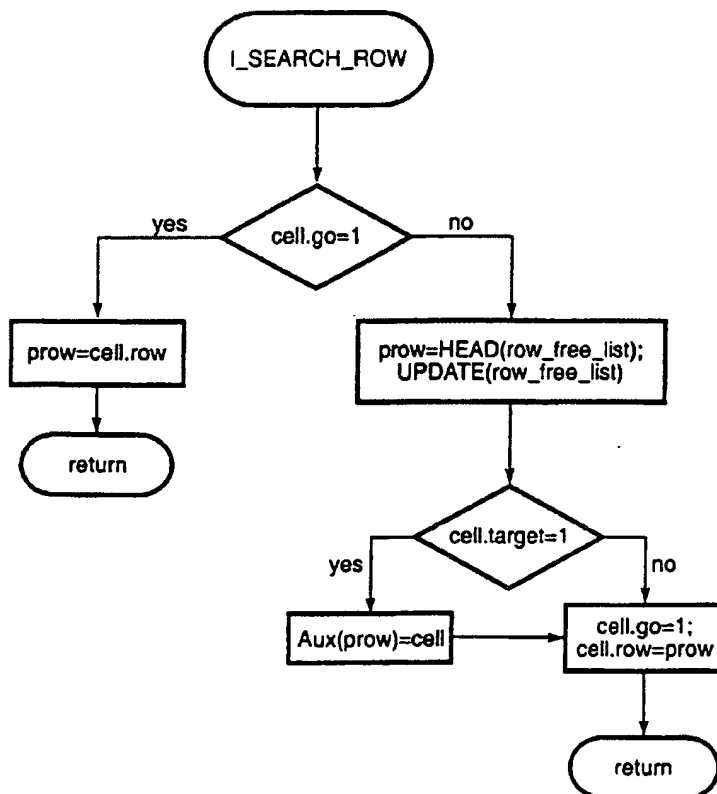 I_SEARCH_ROW
cell.go=1
yes
no
prow=cell.row
return
prow=HEAD(row_free_list);
UPDATE(row_free_list)
cell.target=1
yes
no
Aux(prow)=cell
cell.go=1;
cell.row=prow
return